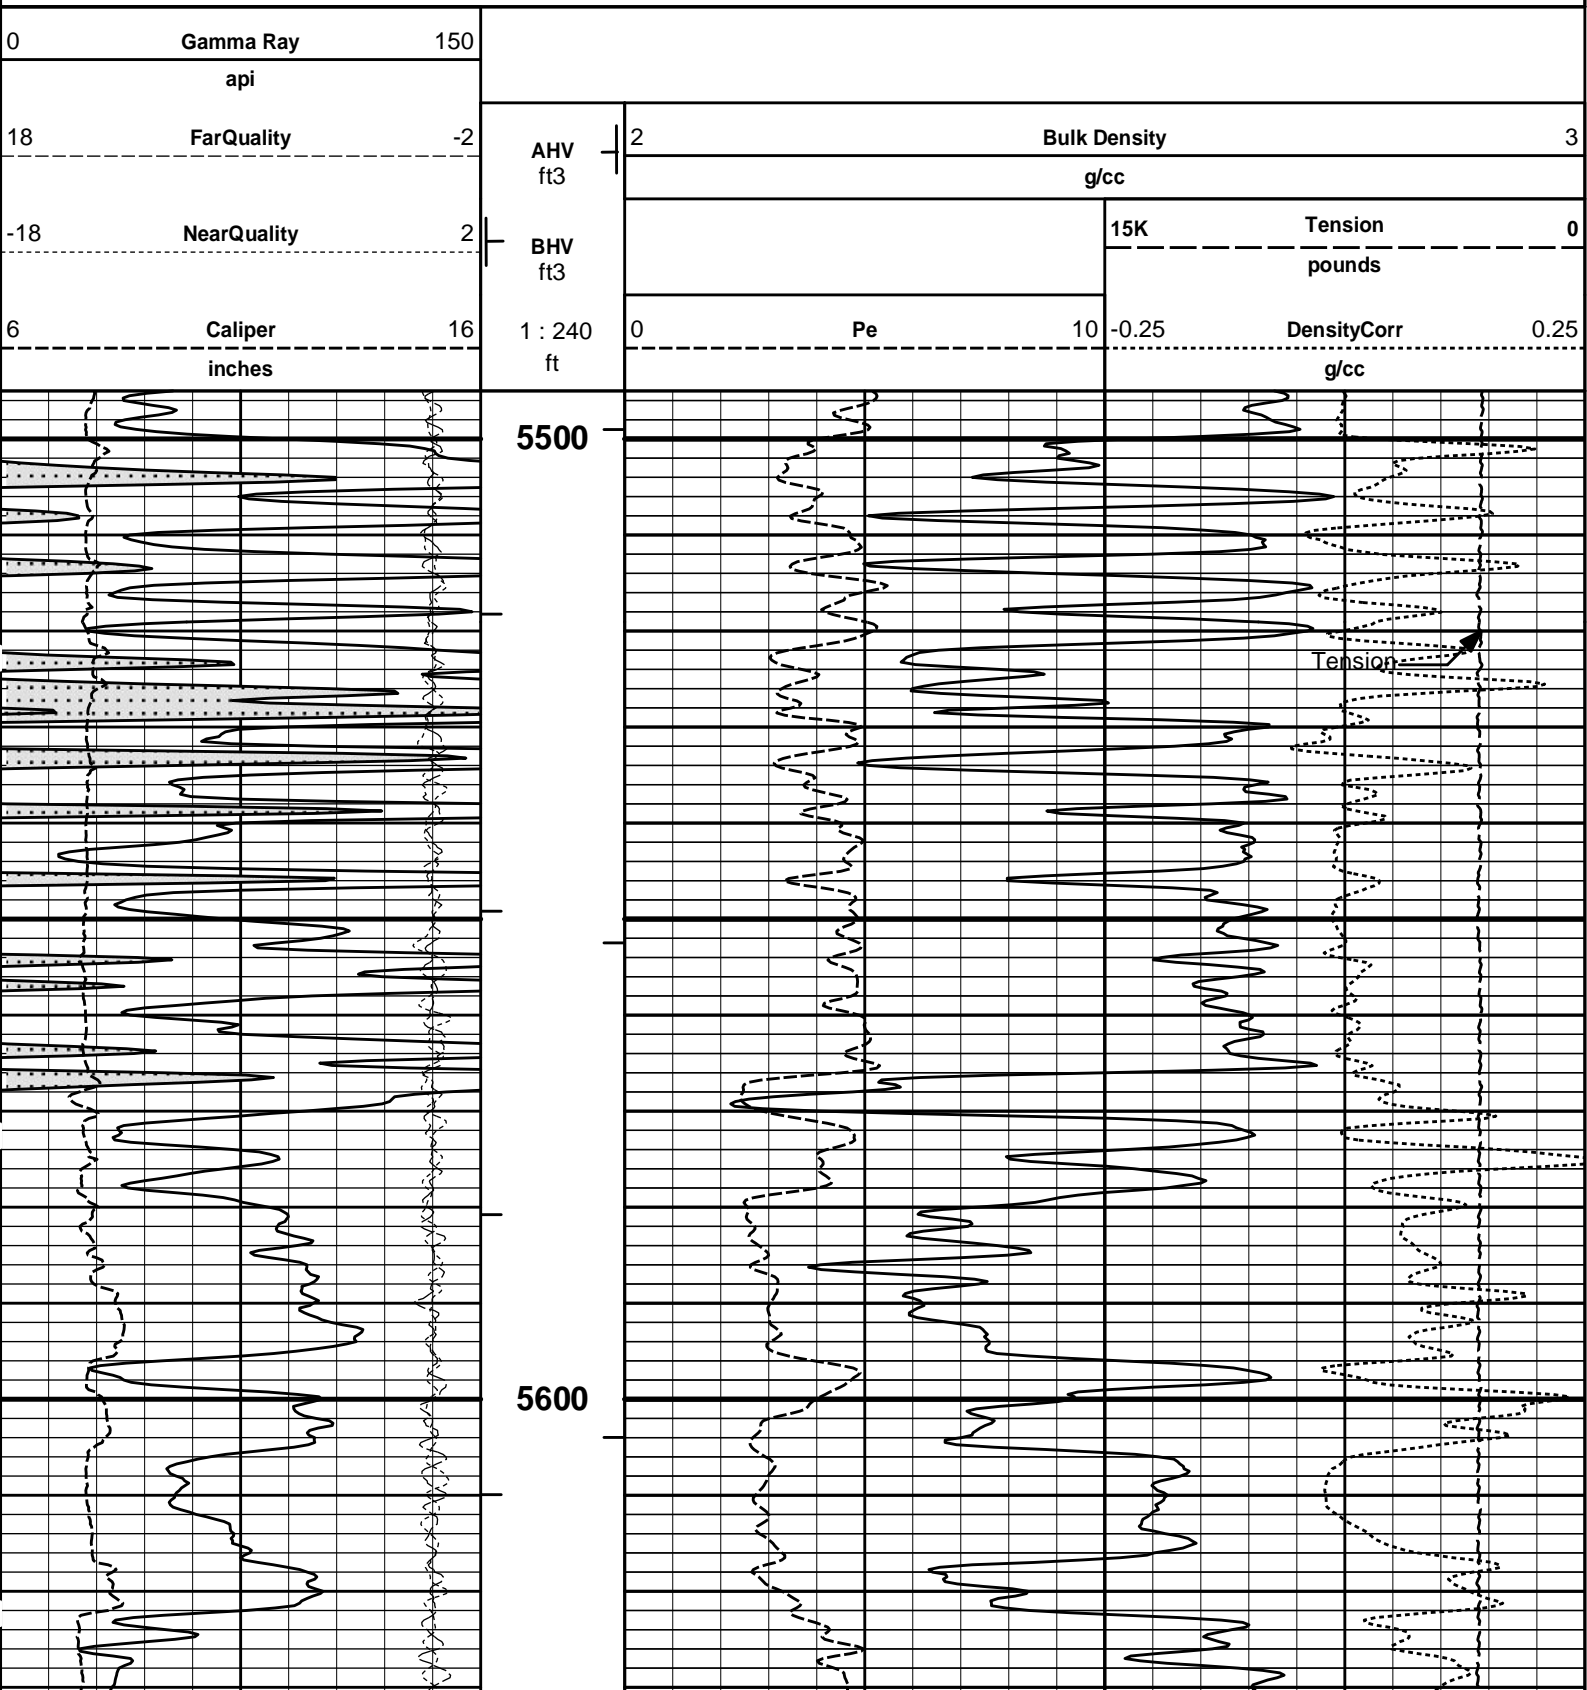 0 Gamma Ray 150
api
18 FarQuality -2
-18 NearQuality 2
6 Caliper 16
inches
AHV
ft3
BHV
ft3
1 : 240
ft
2 Bulk Density 3
g/cc
15K Tension 0
pounds
0 Pe 10
-0.25 DensityCorr 0.25
g/cc
5500
Tension
5600